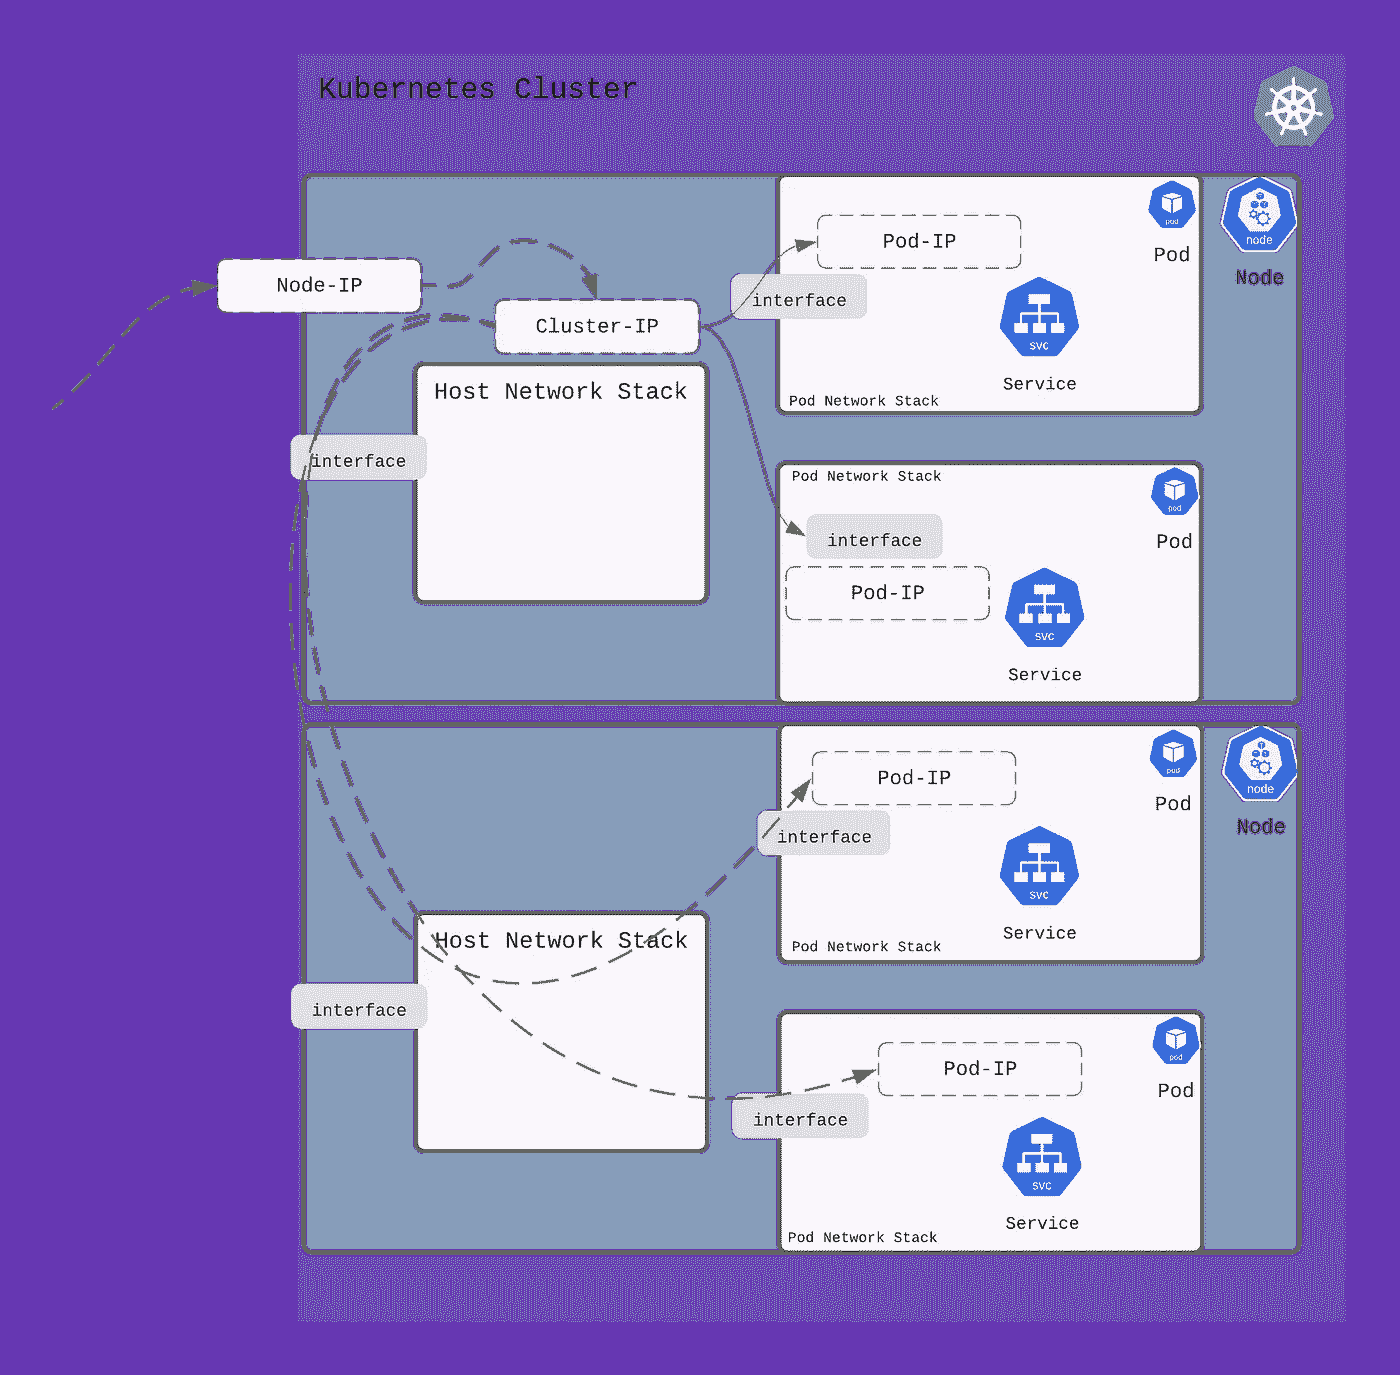 Kubernetes Cluster
Node-IP
Cluster-IP
Host Network Stack
interface
interface
Pod-IP
pod
Pod
svc
Service
Pod Network Stack
node
Node
Pod Network Stack
pod
Pod
interface
Pod-IP
svc
Service
Host Network Stack
interface
Pod-IP
interface
pod
Pod
svc
Service
Pod Network Stack
node
Node
Pod-IP
interface
pod
Pod
svc
Service
Pod Network Stack